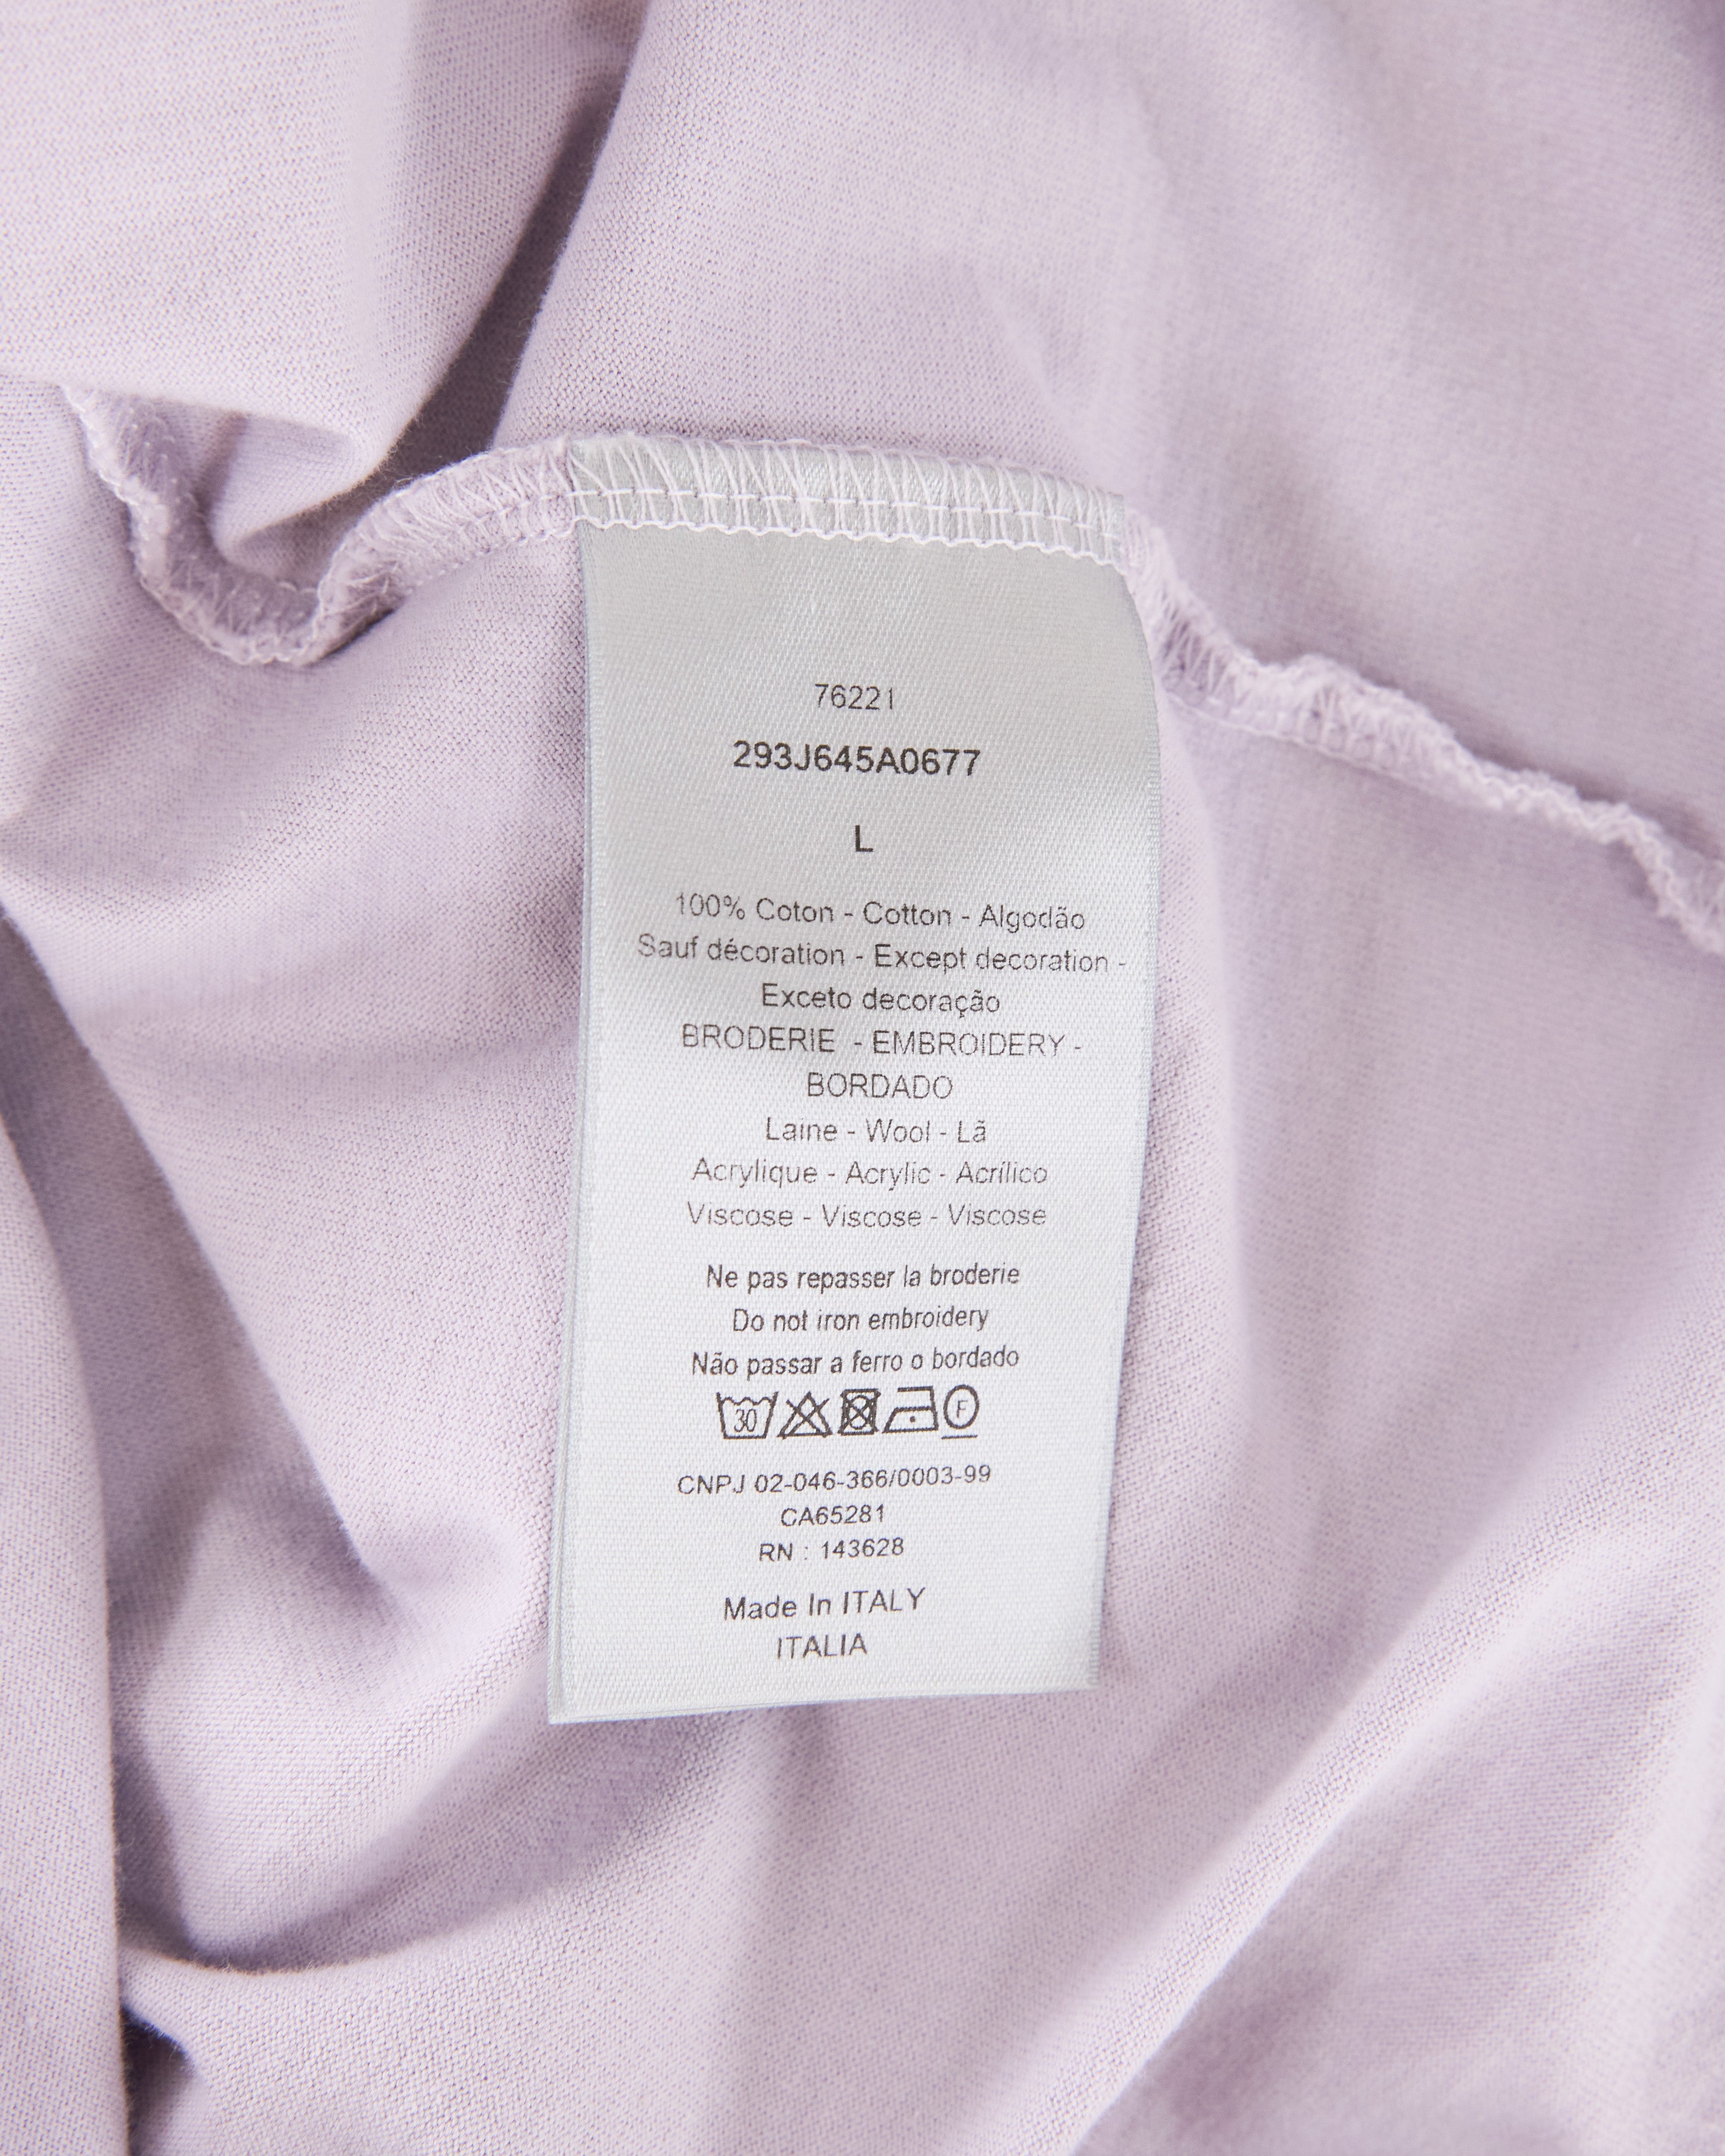 76221
293J645A0677
L
100% Coton - Cotton - Algodão
Sauf décoration - Except decoration -
Exceto decoração
BRODERIE - EMBROIDERY -
BORDADO
Laine - Wool - Lã
Acrylique - Acrylic - Acrílico
Viscose - Viscose - Viscose
Ne pas repasser la broderie
Do not iron embroidery
Não passar a ferro o bordado
30 F
CNPJ 02-046-366/0003-99
CA65281
RN : 143628
Made In ITALY
ITALIA